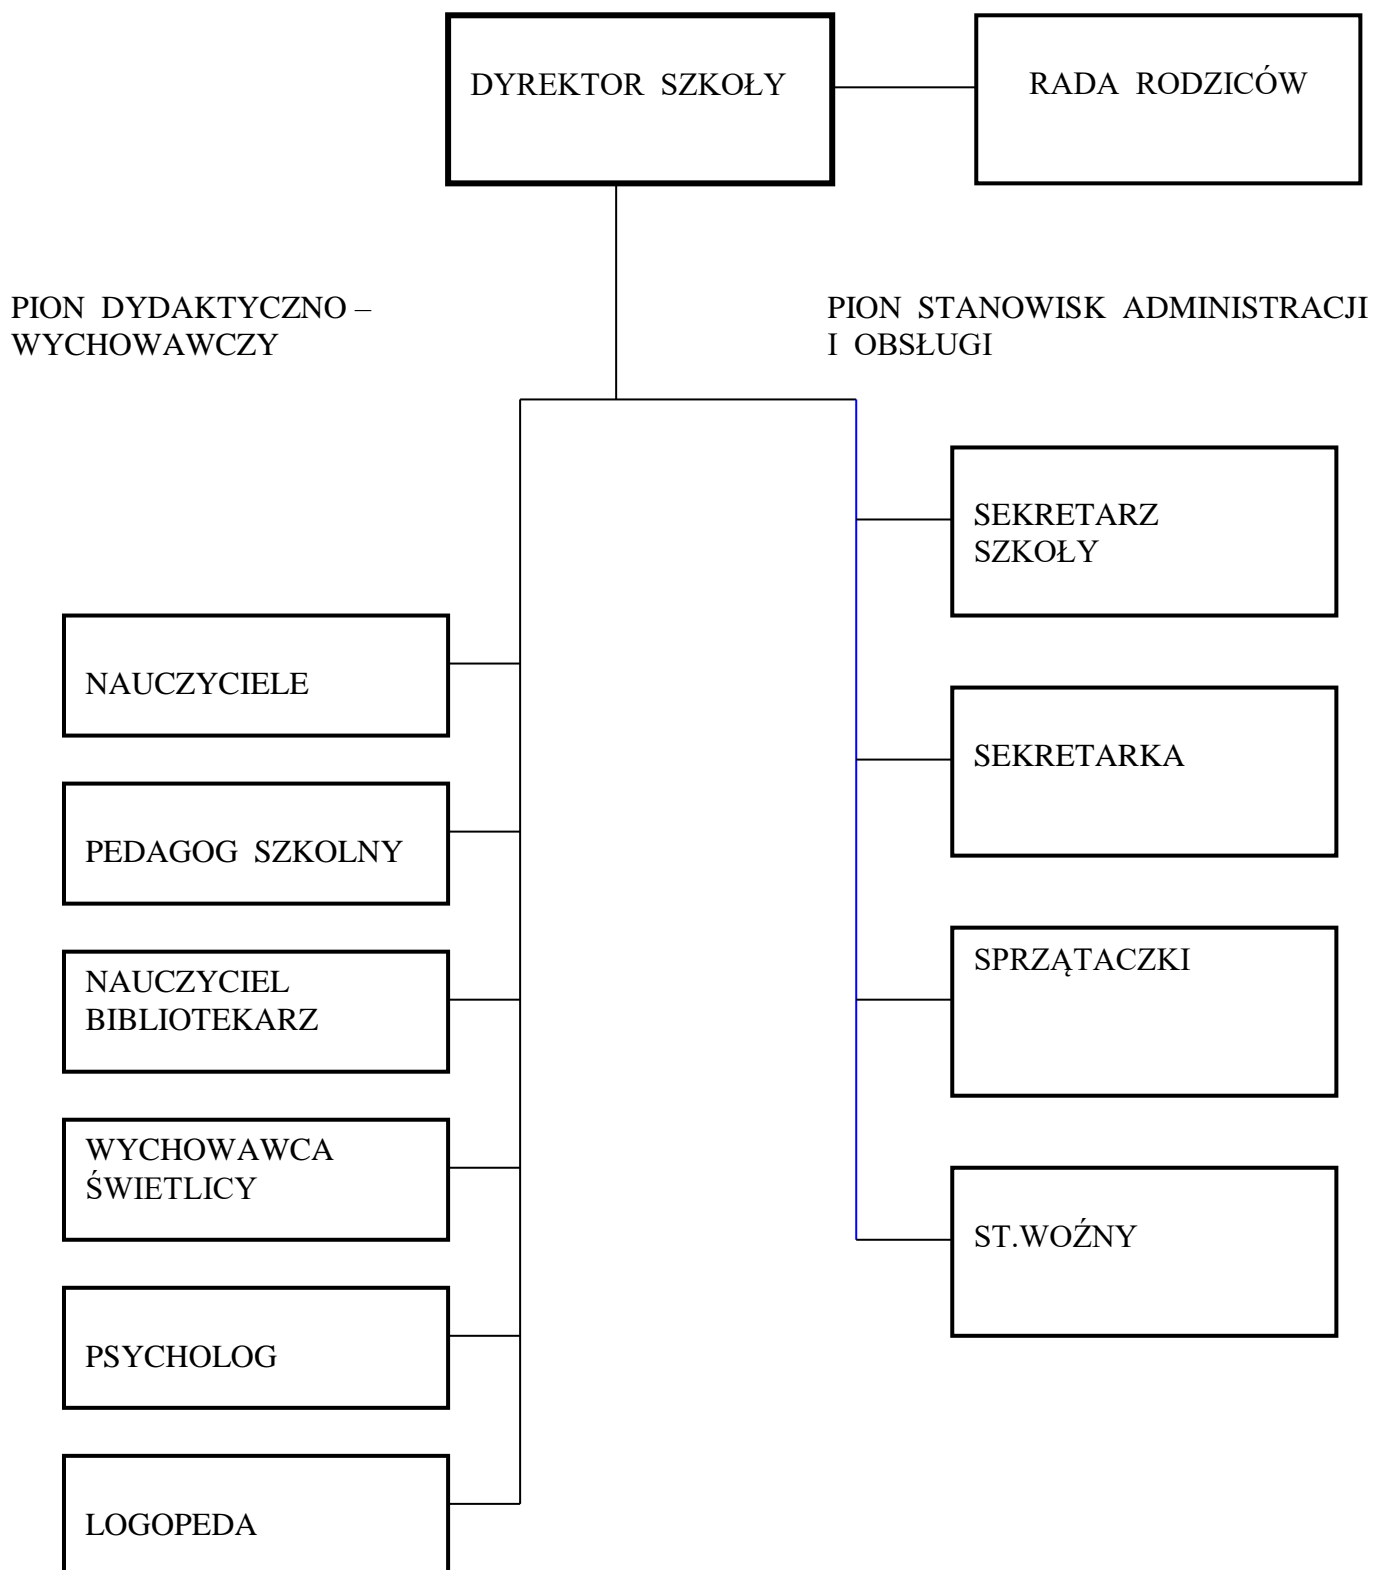 DYREKTOR SZKOŁY
RADA RODZICÓW
PION DYDAKTYCZNO –
WYCHOWAWCZY
PION STANOWISK ADMINISTRACJI
I OBSŁUGI
NAUCZYCIELE
PEDAGOG SZKOLNY
NAUCZYCIEL
BIBLIOTEKARZ
WYCHOWAWCA
ŚWIETLICY
PSYCHOLOG
LOGOPEDA
SEKRETARZ
SZKOŁY
SEKRETARKA
SPRZĄTACZKI
ST.WOŹNY